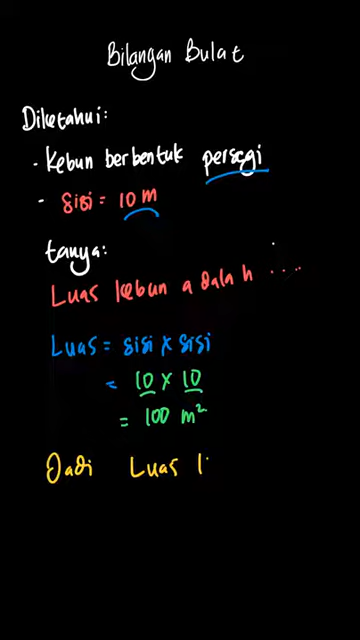 Bilangan Bulat
Diketahui:
• Kebun berbentuk persegi
• sisi = 10 m
tanya:
Luas kebun adalah ....
Luas = sisi × sisi
= 10 × 10
= 100 m²
Jadi Luas